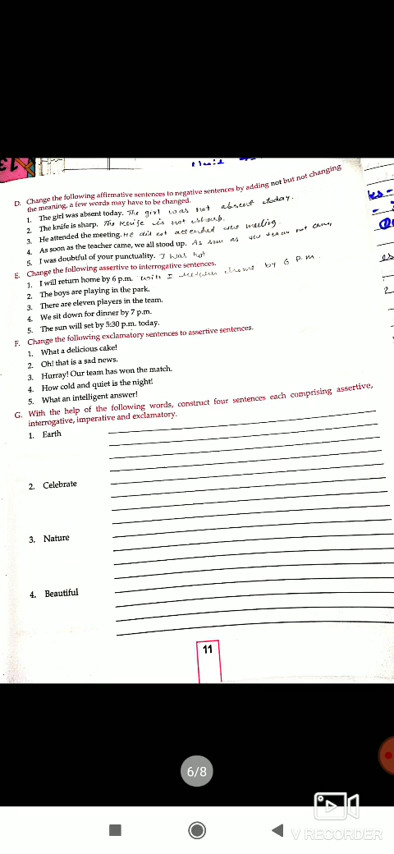 D. Change the following affirmative sentences to negative sentences by adding not but not changing
the meaning, a few words may have to be changed.
1. The girl was absent today. The girl was not absent today.
2. The knife is sharp. The knife is not sharp.
3. He attended the meeting. He did not attended meeting.
4. As soon as the teacher came, we all stood up. As soon as not came,
5. I was doubtful of your punctuality. I was not
E. Change the following assertive to interrogative sentences.
1. I will return home by 6 p.m. Will I home by 6 p.m.
2. The boys are playing in the park.
3. There are eleven players in the team.
4. We sit down for dinner by 7 p.m.
5. The sun will set by 5:30 p.m. today.
F. Change the following exclamatory sentences to assertive sentences.
1. What a delicious cake!
2. Oh! that is a sad news.
3. Hurray! Our team has won the match.
4. How cold and quiet is the night!
5. What an intelligent answer!
G. With the help of the following words, construct four sentences each comprising assertive,
interrogative, imperative and exclamatory.
1. Earth
2. Celebrate
3. Nature
4. Beautiful
11
6/8
V RECORDER